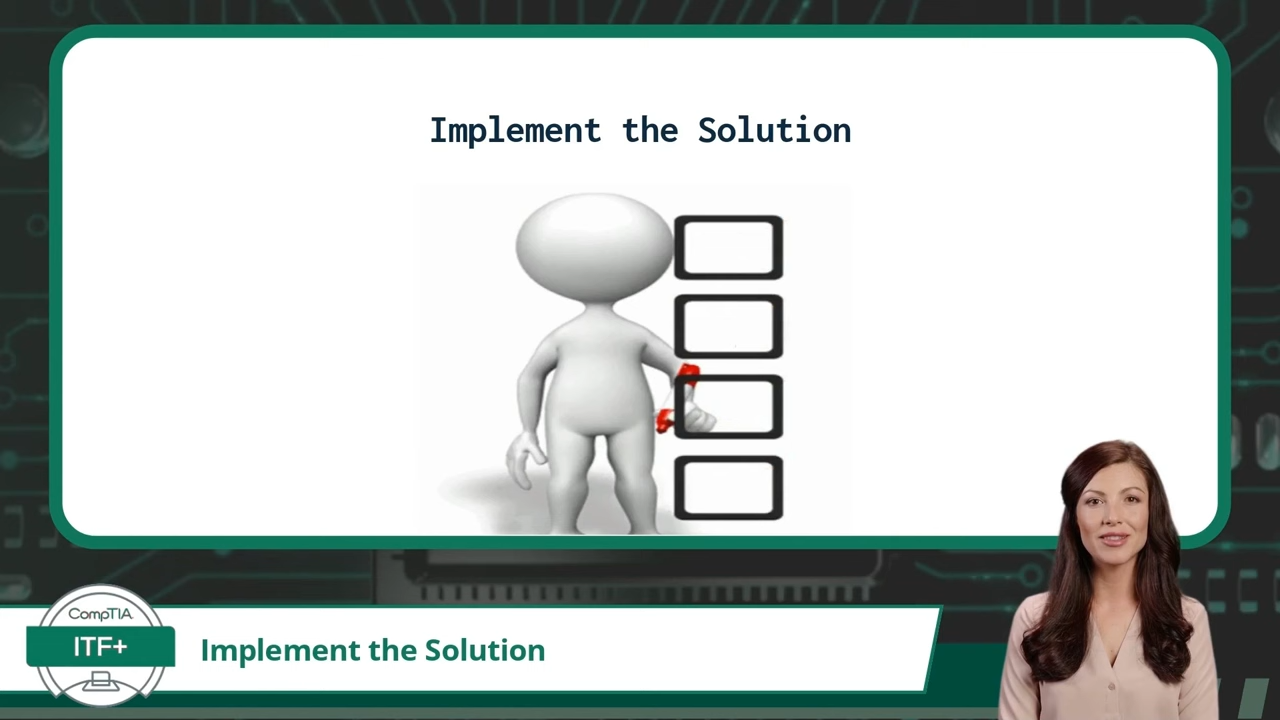 Implement the Solution
CompTIA
ITF+
Implement the Solution